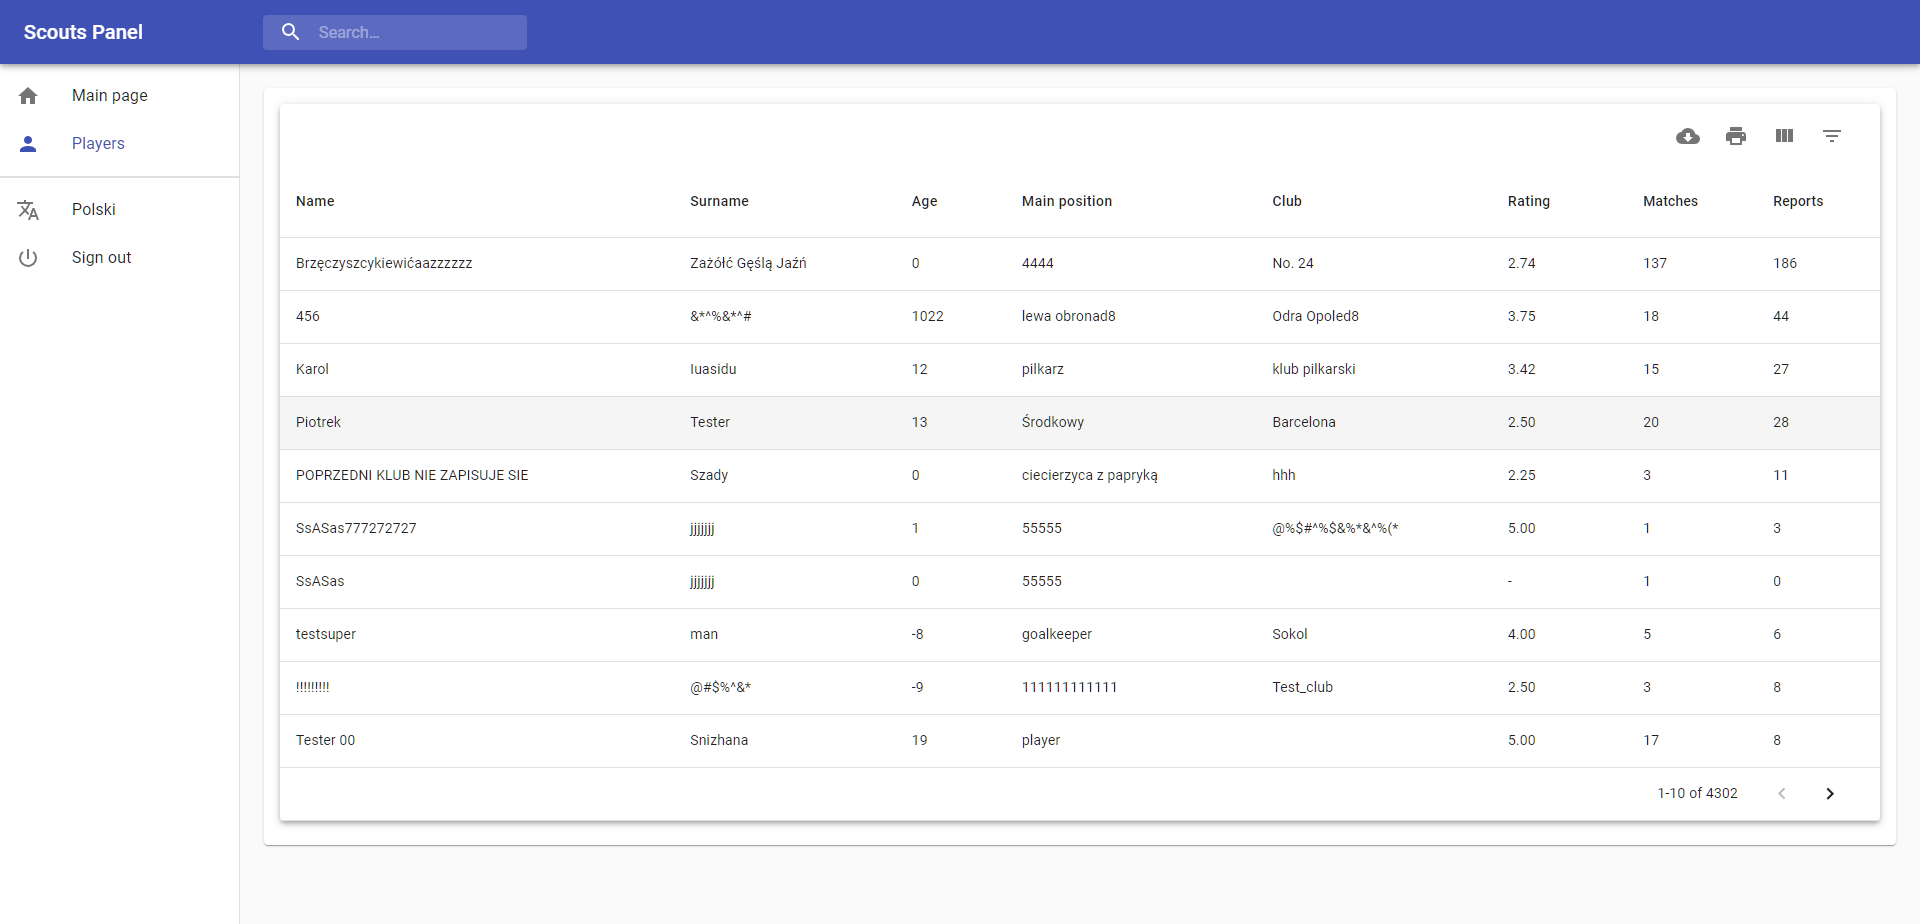 Scouts Panel
Search...
Main page
Players
Polski
Sign out
Name Surname Age Main position Club Rating Matches Reports
Brzęczyszcykiewićaazzzzzz Zażółć Gęślą Jaźń 0 4444 No. 24 2.74 137 186
456 &*^%&*^# 1022 lewa obronad8 Odra Opoled8 3.75 18 44
Karol Iuasidu 12 pilkarz klub pilkarski 3.42 15 27
Piotrek Tester 13 Środkowy Barcelona 2.50 20 28
POPRZEDNI KLUB NIE ZAPISUJE SIE Szady 0 ciecierzyca z papryką hhh 2.25 3 11
SsASas777272727 jjjjjjj 1 55555 @%$#^%$&%*&^%(* 5.00 1 3
SsASas jjjjjjj 0 55555 - 1 0
testsuper man -8 goalkeeper Sokol 4.00 5 6
!!!!!!!!! @#$%^&* -9 111111111111 Test_club 2.50 3 8
Tester 00 Snizhana 19 player 5.00 17 8
1-10 of 4302